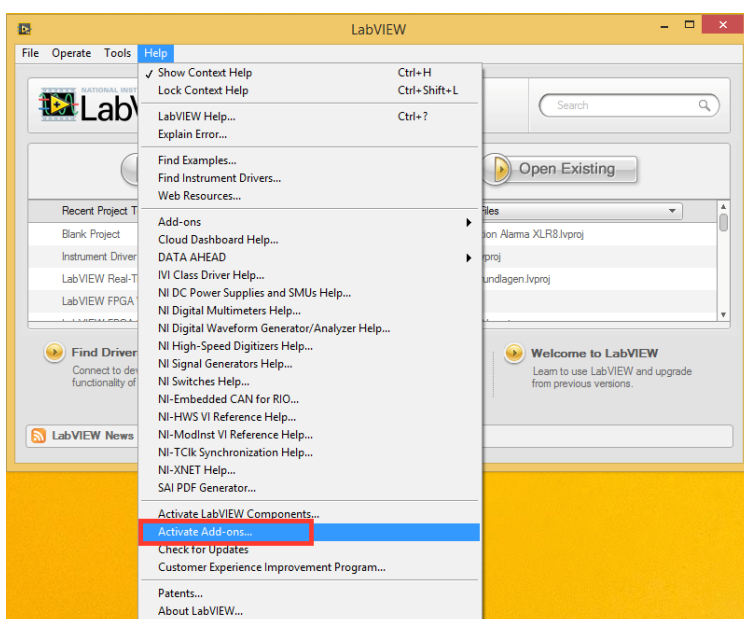 LabVIEW
File Operate Tools Help
✓ Show Context Help Ctrl+H
Lock Context Help Ctrl+Shift+L
LabVIEW Help... Ctrl+?
Explain Error...
Find Examples...
Find Instrument Drivers...
Web Resources...
Add-ons
Cloud Dashboard Help...
DATA AHEAD
IVI Class Driver Help...
NI DC Power Supplies and SMUs Help...
NI Digital Multimeters Help...
NI Digital Waveform Generator/Analyzer Help...
NI High-Speed Digitizers Help...
NI Signal Generators Help...
NI Switches Help...
NI-Embedded CAN for RIO...
NI-HWS VI Reference Help...
NI-ModInst VI Reference Help...
NI-TClk Synchronization Help...
NI-XNET Help...
SAI PDF Generator...
Activate LabVIEW Components...
Activate Add-ons...
Check for Updates
Customer Experience Improvement Program...
Patents...
About LabVIEW...
NATIONAL INST
Lab
Search
Open Existing
Recent Project T
Blank Project
Instrument Driver
LabVIEW Real-T
LabVIEW FPGA
Files
ion Alarma XLR8.lvproj
vproj
undlagen.lvproj
Find Driver
Connect to dev
functionality of
Welcome to LabVIEW
Learn to use LabVIEW and upgrade
from previous versions.
LabVIEW News